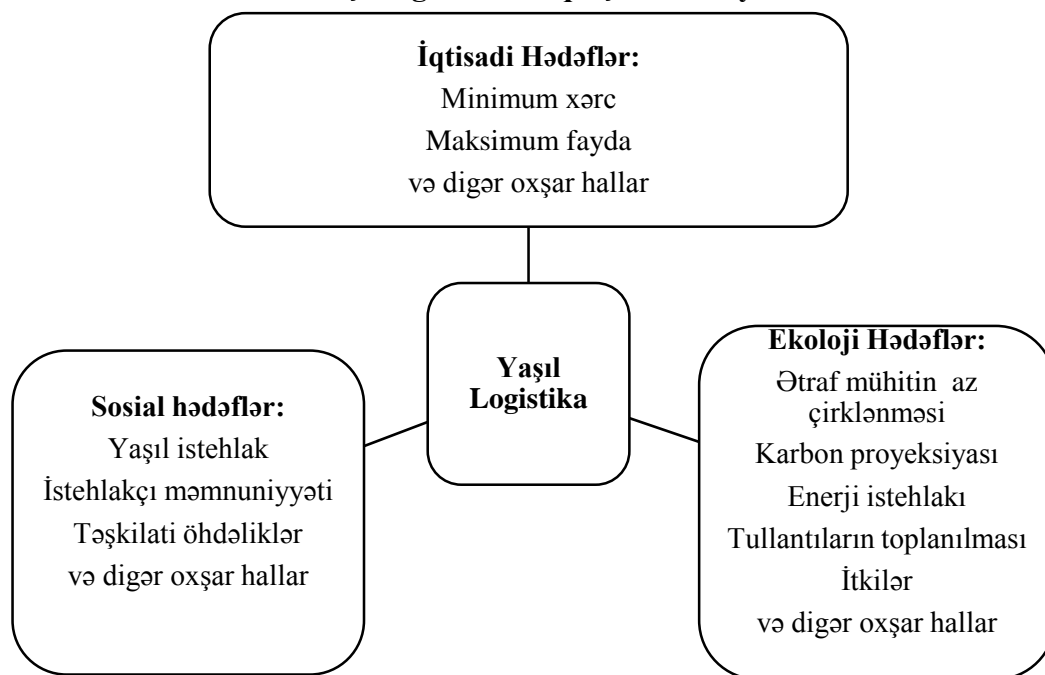 İqtisadi Hədəflər:
Minimum xərc
Maksimum fayda
və digər oxşar hallar
Yaşıl
Logistika
Sosial hədəflər:
Yaşıl istehlak
İstehlakçı məmnuniyyəti
Təşkilati öhdəliklər
və digər oxşar hallar
Ekoloji Hədəflər:
Ətraf mühitin az
çirklənməsi
Karbon proyeksiyası
Enerji istehlakı
Tullantıların toplanılması
İtkilər
və digər oxşar hallar